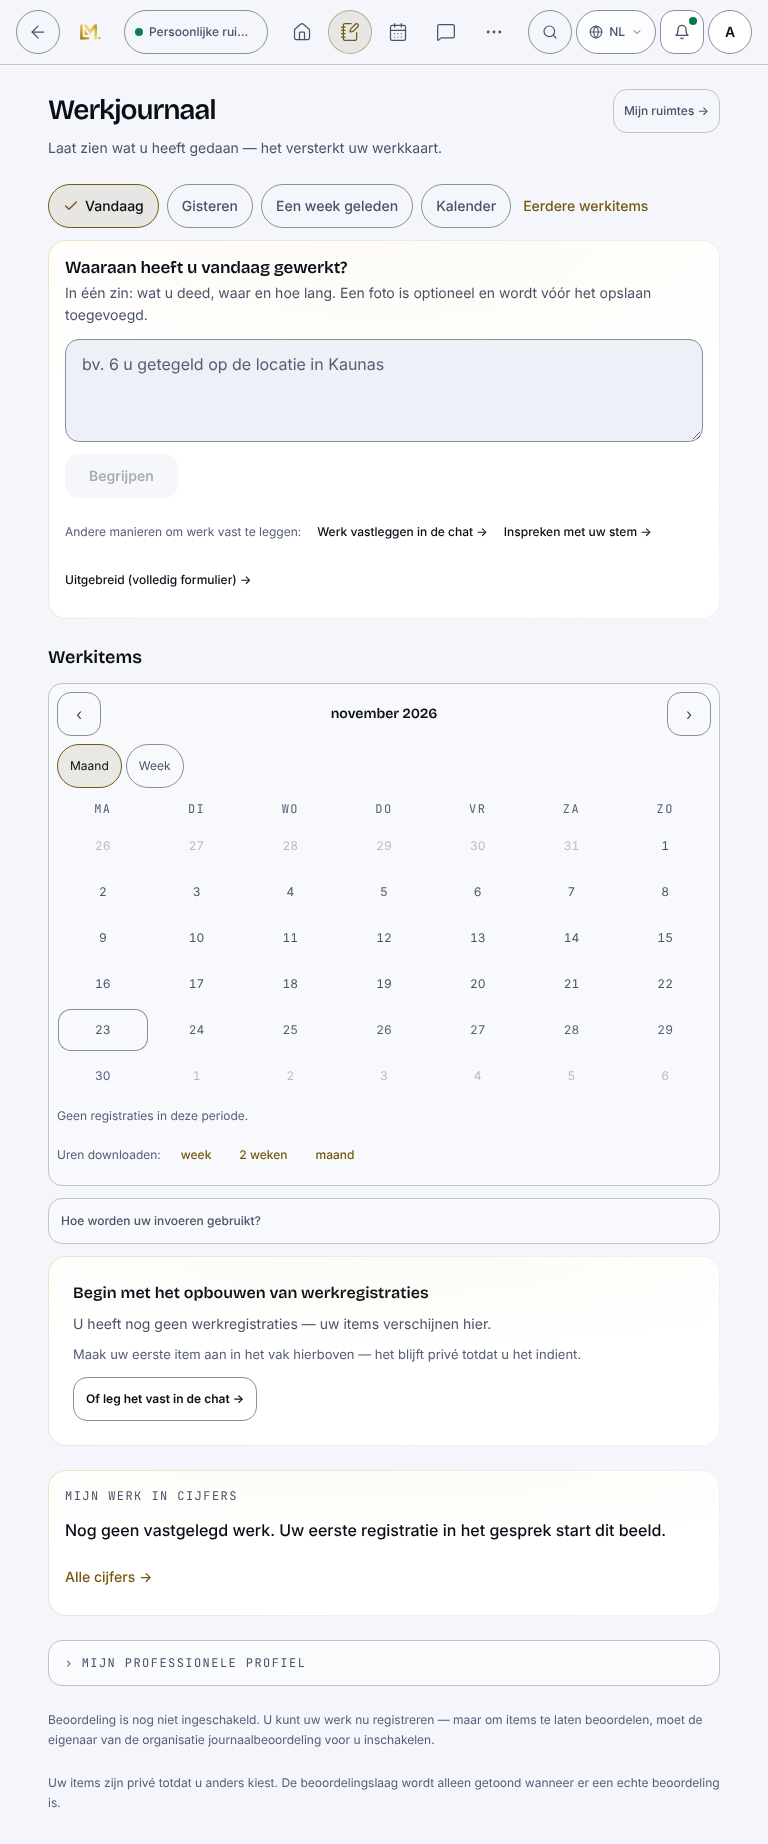 LM.
Persoonlijke rui...
NL
A
Werkjournaal
Mijn ruimtes →
Laat zien wat u heeft gedaan — het versterkt uw werkkaart.
Vandaag
Gisteren
Een week geleden
Kalender
Eerdere werkitems
Waaraan heeft u vandaag gewerkt?
In één zin: wat u deed, waar en hoe lang. Een foto is optioneel en wordt vóór het opslaan
toegevoegd.
bv. 6 u getegeld op de locatie in Kaunas
Begrijpen
Andere manieren om werk vast te leggen: Werk vastleggen in de chat → Inspreken met uw stem →
Uitgebreid (volledig formulier) →
Werkitems
‹ november 2026 ›
Maand Week
MA DI WO DO VR ZA ZO
26 27 28 29 30 31 1
2 3 4 5 6 7 8
9 10 11 12 13 14 15
16 17 18 19 20 21 22
23 24 25 26 27 28 29
30 1 2 3 4 5 6
Geen registraties in deze periode.
Uren downloaden: week 2 weken maand
Hoe worden uw invoeren gebruikt?
Begin met het opbouwen van werkregistraties
U heeft nog geen werkregistraties — uw items verschijnen hier.
Maak uw eerste item aan in het vak hierboven — het blijft privé totdat u het indient.
Of leg het vast in de chat →
MIJN WERK IN CIJFERS
Nog geen vastgelegd werk. Uw eerste registratie in het gesprek start dit beeld.
Alle cijfers →
› MIJN PROFESSIONELE PROFIEL
Beoordeling is nog niet ingeschakeld. U kunt uw werk nu registreren — maar om items te laten beoordelen, moet de
eigenaar van de organisatie journaalbeoordeling voor u inschakelen.
Uw items zijn privé totdat u anders kiest. De beoordelingslaag wordt alleen getoond wanneer er een echte beoordeling
is.